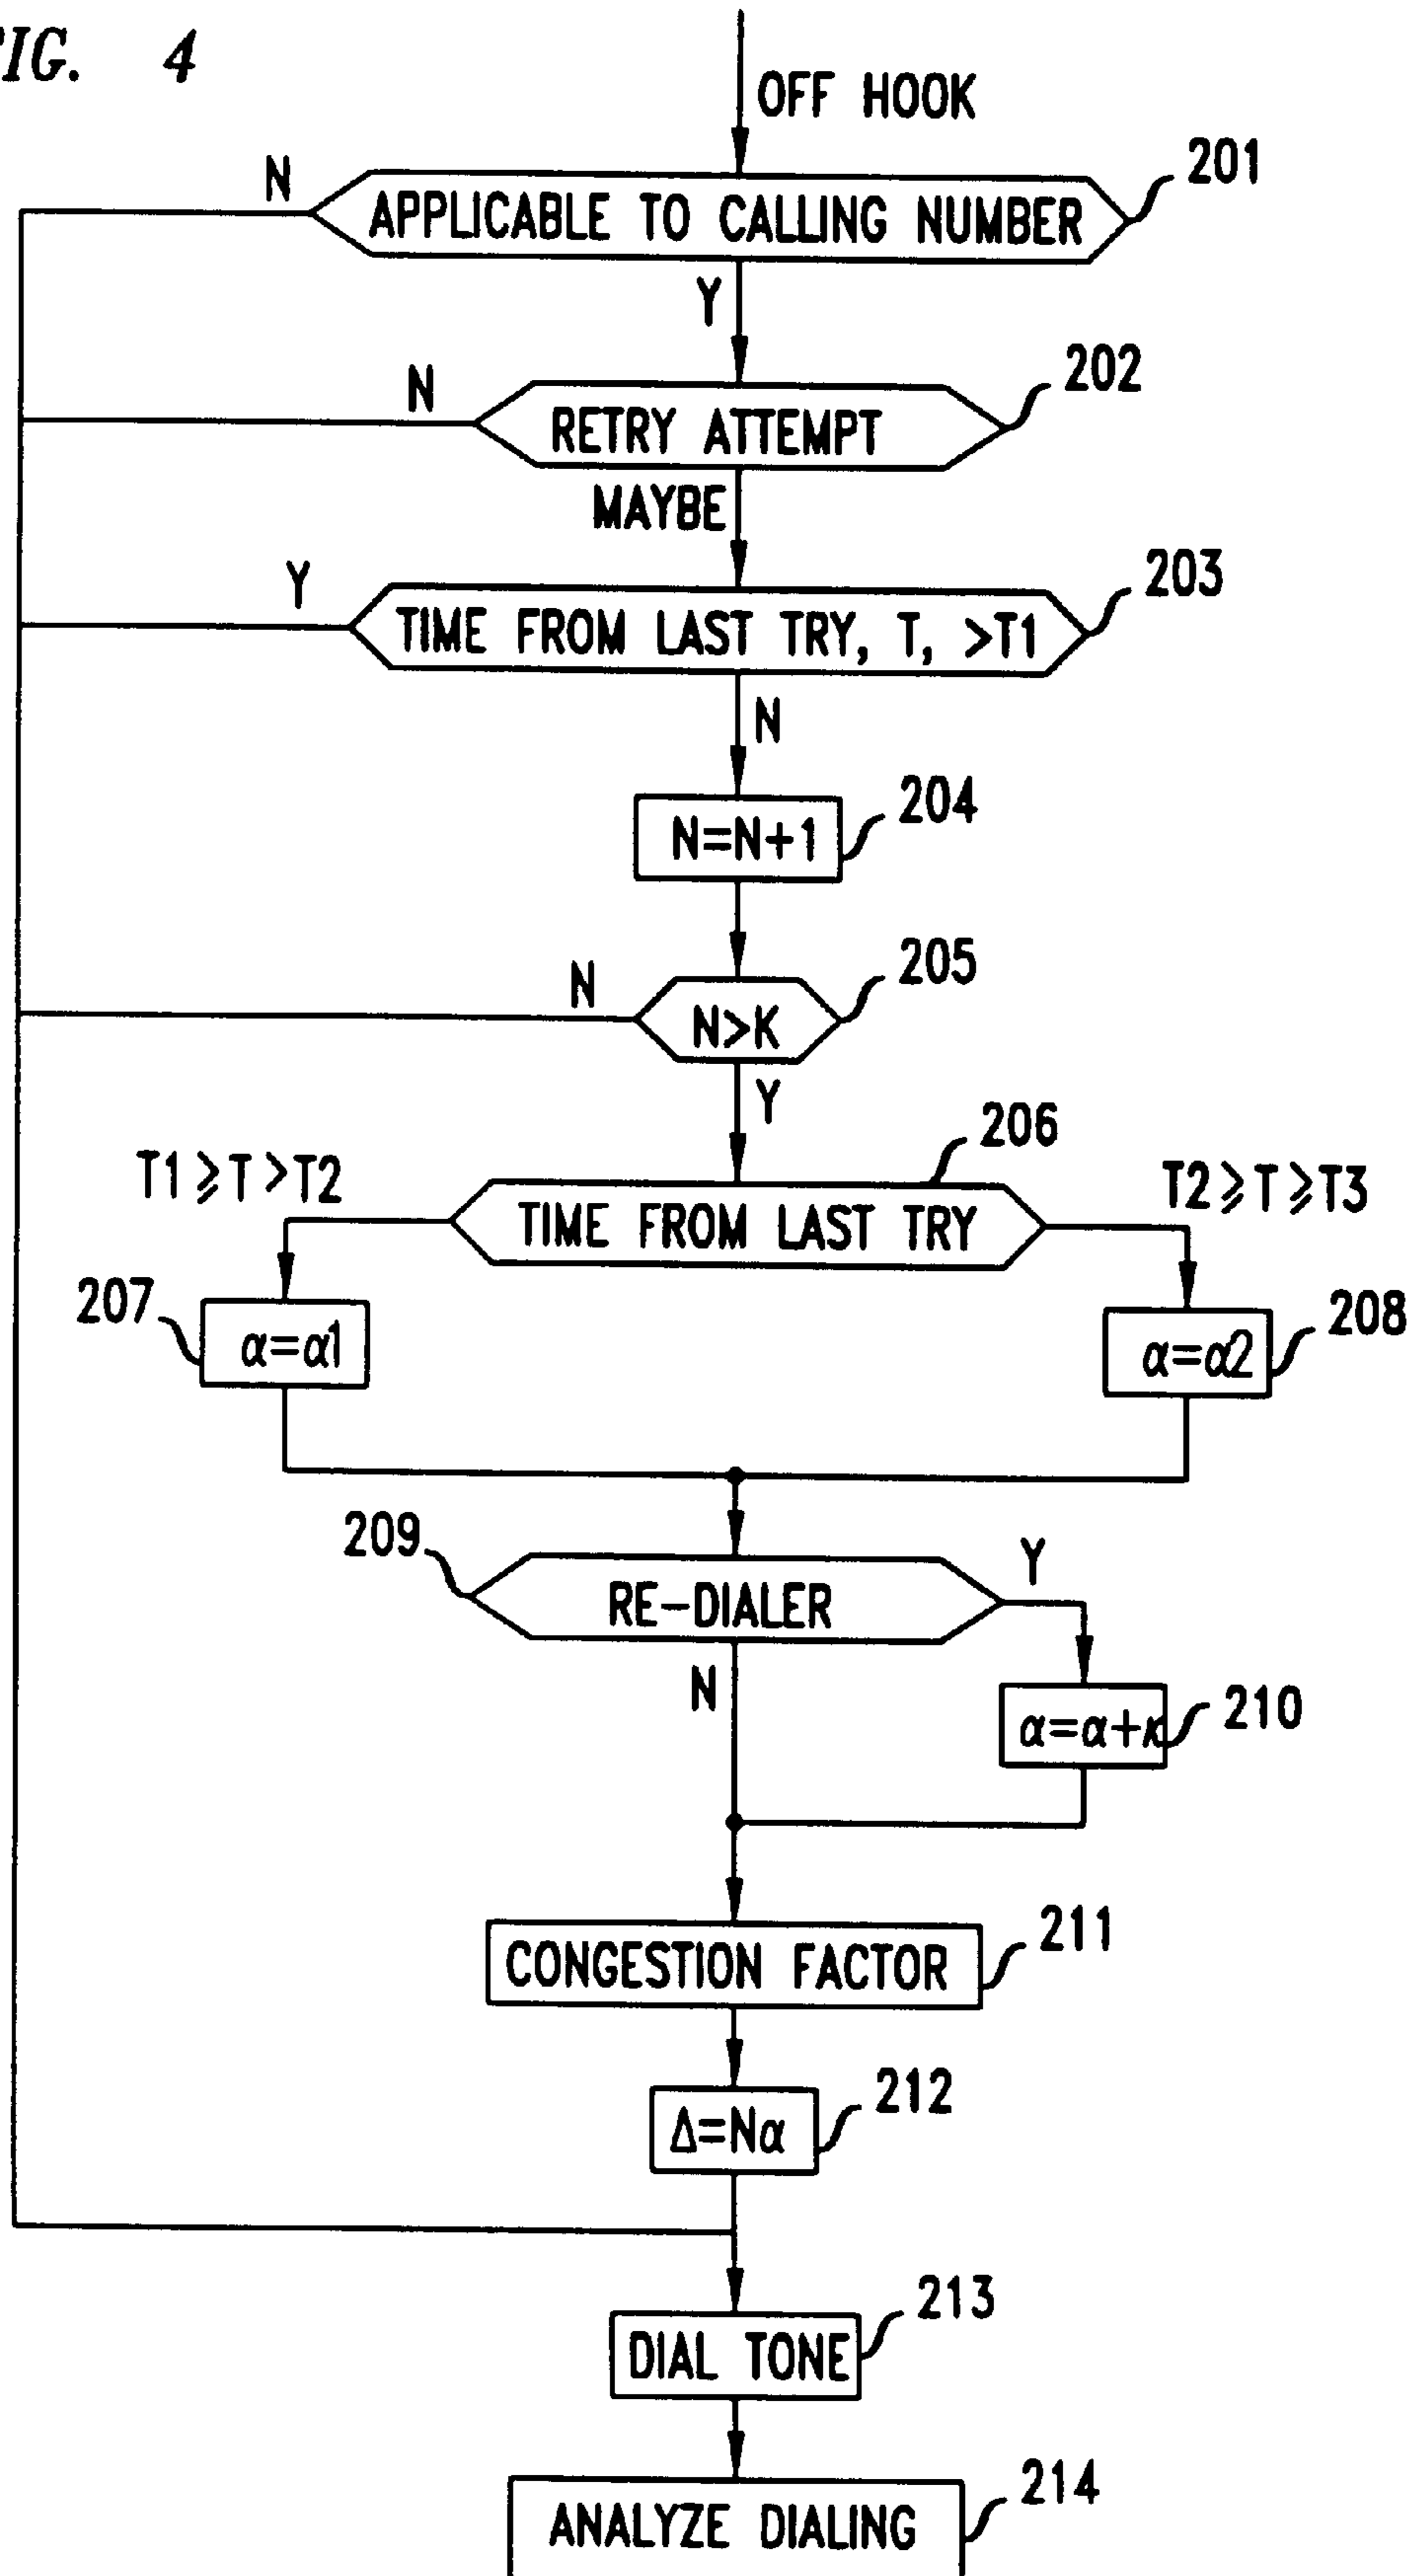 FIG. 4
OFF HOOK
N
201
APPLICABLE TO CALLING NUMBER
Y
N
202
RETRY ATTEMPT
MAYBE
Y
203
TIME FROM LAST TRY, T, >T1
N
204
N=N+1
N
205
N>K
Y
206
T1⩾T>T2
T2⩾T⩾T3
TIME FROM LAST TRY
207
α=α1
208
α=α2
209
Y
RE-DIALER
N
α=α+κ
210
211
CONGESTION FACTOR
212
Δ=Nα
213
DIAL TONE
214
ANALYZE DIALING